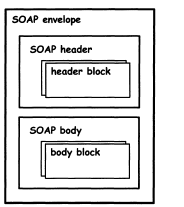 SOAP envelope
SOAP header
header block
SOAP body
body block